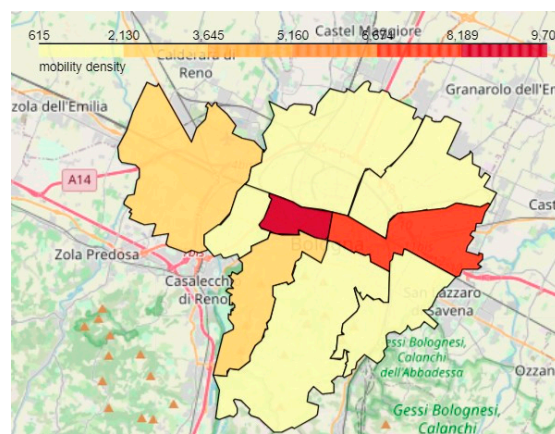 615 2,130 3,645 5,160 6,674 8,189 9,70
Castel Maggiore
mobility density
Calderara di
Reno
Granarolo dell'E
zola dell'Emilia
A14
Cast
Zola Predosa
Bologna
Casalecchio
di Reno
San Lazzaro
di Savena
Gessi Bolognesi,
Calanchi
dell'Abbadessa
Ozzan
Gessi Bolognesi,
Calanchi